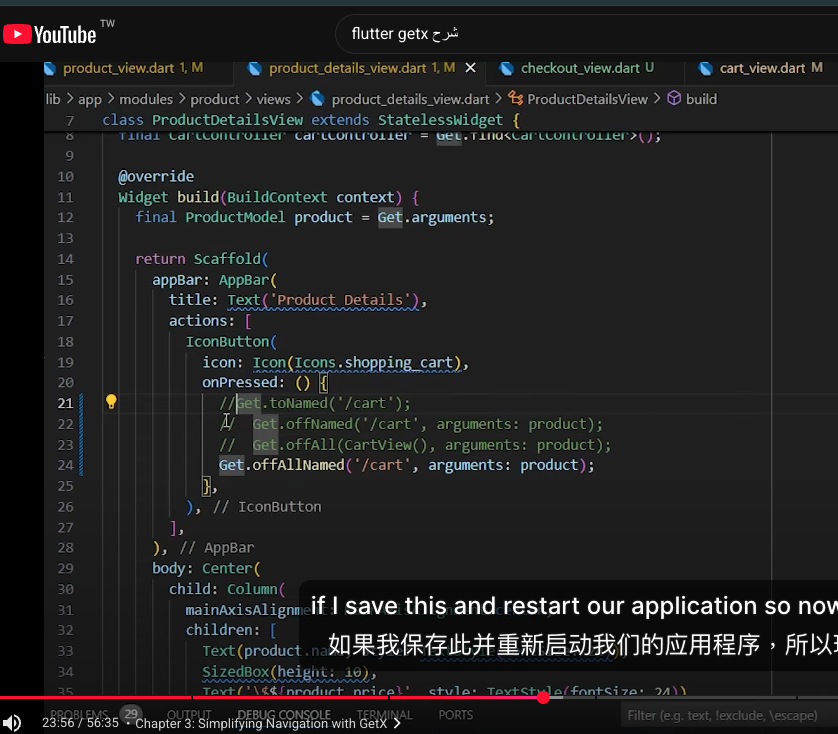 YouTube TW
flutter getx شرح
product_view.dart 1, M
product_details_view.dart 1, M
checkout_view.dart U
cart_view.dart M
lib > app > modules > product > views > product_details_view.dart > ProductDetailsView > build
7 class ProductDetailsView extends StatelessWidget {
8 final CartController cartController = Get.find<CartController>();
9
10 @override
11 Widget build(BuildContext context) {
12 final ProductModel product = Get.arguments;
13
14 return Scaffold(
15 appBar: AppBar(
16 title: Text('Product Details'),
17 actions: [
18 IconButton(
19 icon: Icon(Icons.shopping_cart),
20 onPressed: () {
21 //Get.toNamed('/cart');
22 // Get.offNamed('/cart', arguments: product);
23 // Get.offAll(CartView(), arguments: product);
24 Get.offAllNamed('/cart', arguments: product);
25 },
26 ), // IconButton
27 ],
28 ), // AppBar
29 body: Center(
30 child: Column(
31 mainAxisAlignme
32 children: [
33 Text(product.na
34 SizedBox(height: 10),
35 Text('\$${product.price}', style: TextStyle(fontSize: 24))
if I save this and restart our application so now
如果我保存此并重新启动我们的应用程序，所以现
PROBLEMS 29 OUTPUT DEBUG CONSOLE TERMINAL PORTS Filter (e.g. text, !exclude, \escape)
23:56 / 56:35 • Chapter 3: Simplifying Navigation with GetX >